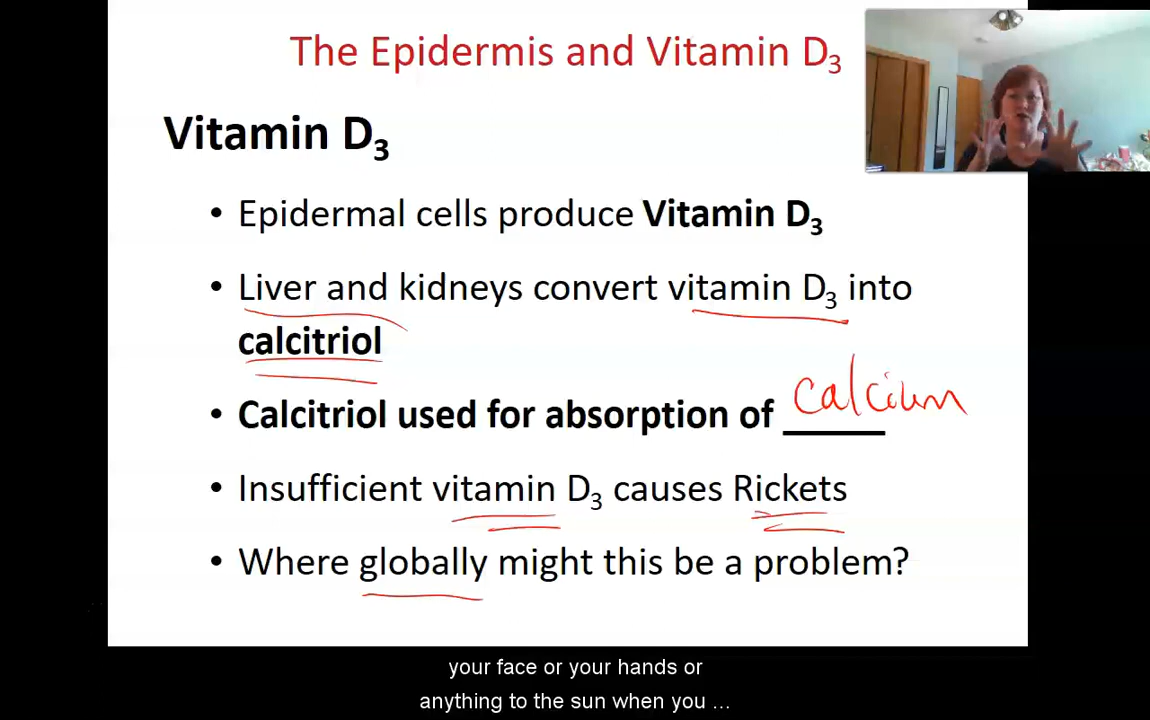 The Epidermis and Vitamin D₃
Vitamin D₃
• Epidermal cells produce Vitamin D₃
• Liver and kidneys convert vitamin D₃ into
calcitriol
• Calcitriol used for absorption of calcium
• Insufficient vitamin D₃ causes Rickets
• Where globally might this be a problem?
your face or your hands or
anything to the sun when you ...